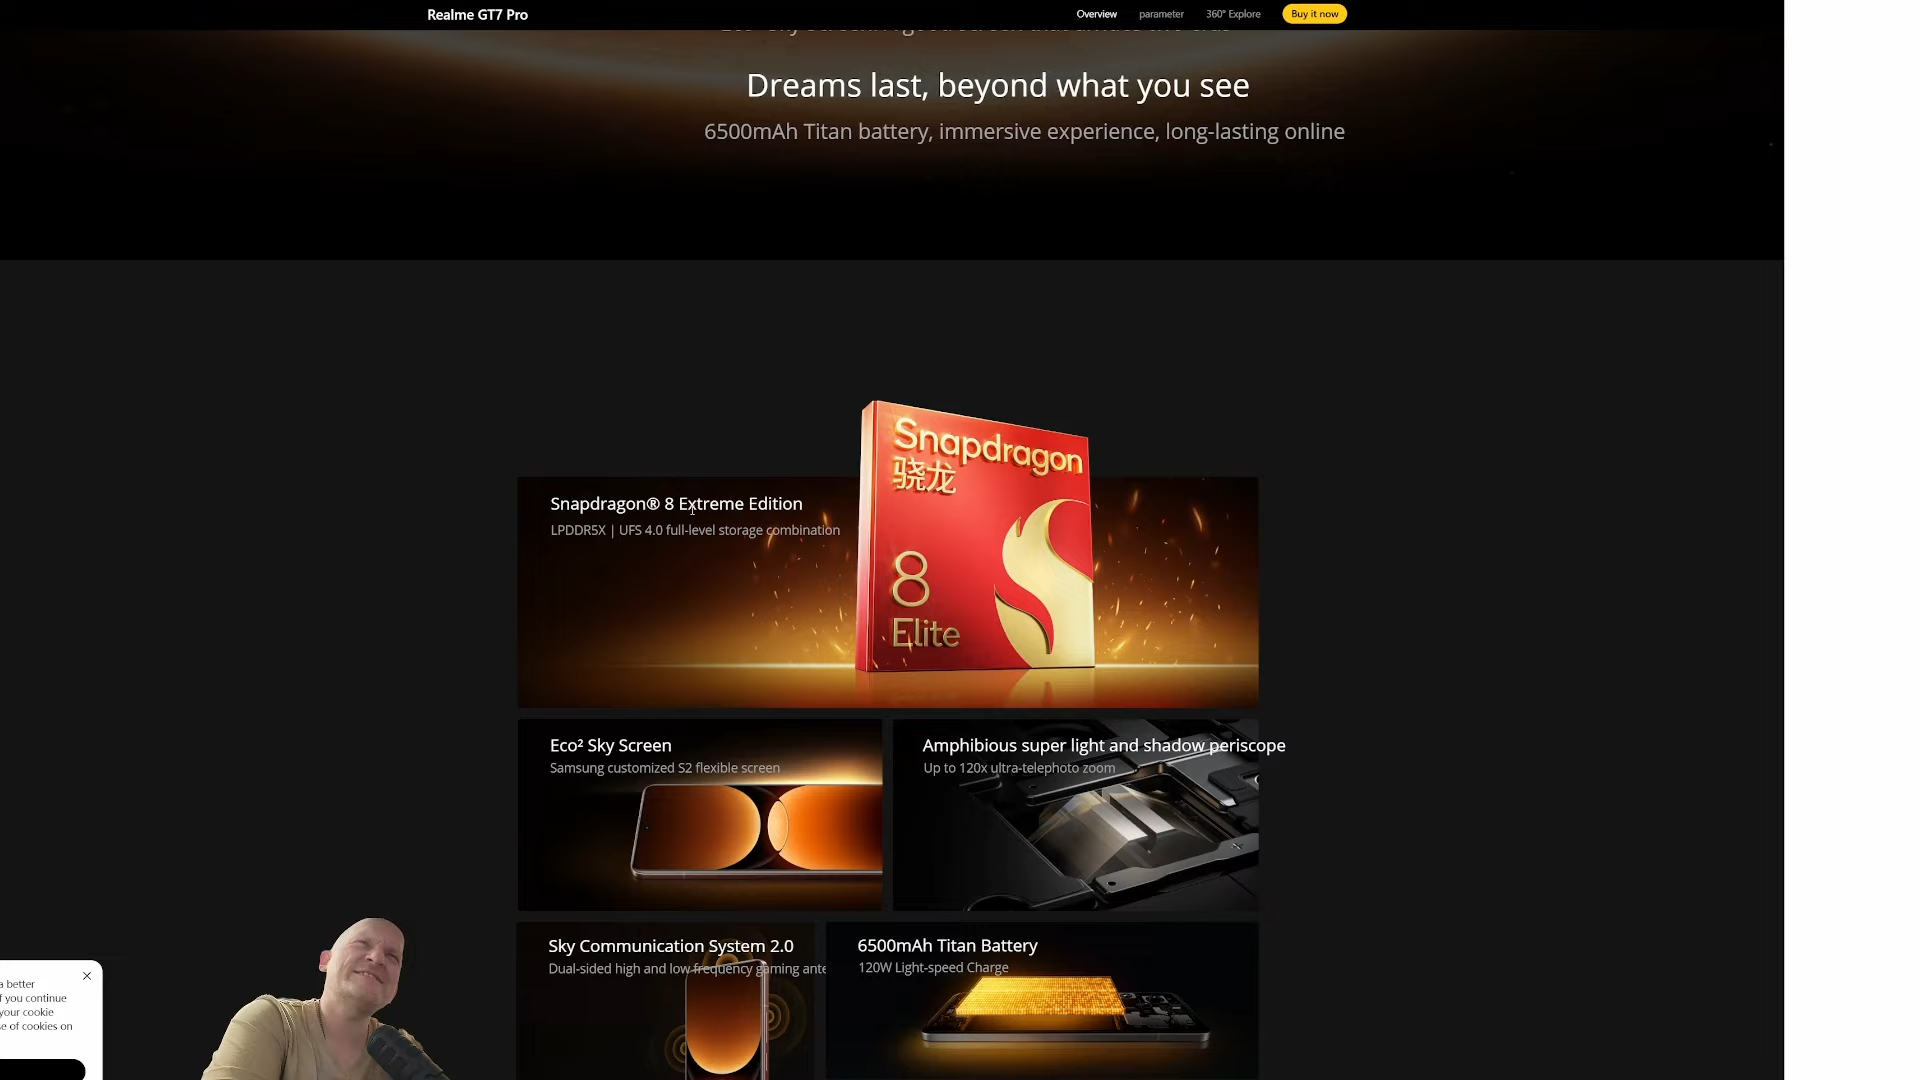 Realme GT7 Pro
Overview
parameter
360° Explore
Buy it now
Dreams last, beyond what you see
6500mAh Titan battery, immersive experience, long-lasting online
Snapdragon® 8 Extreme Edition
LPDDR5X | UFS 4.0 full-level storage combination
Snapdragon
骁龙
8
Elite
Eco² Sky Screen
Samsung customized S2 flexible screen
Amphibious super light and shadow periscope
Up to 120x ultra-telephoto zoom
Sky Communication System 2.0
Dual-sided high and low frequency gaming ante
6500mAh Titan Battery
120W Light-speed Charge
a better
f you continue
your cookie
se of cookies on